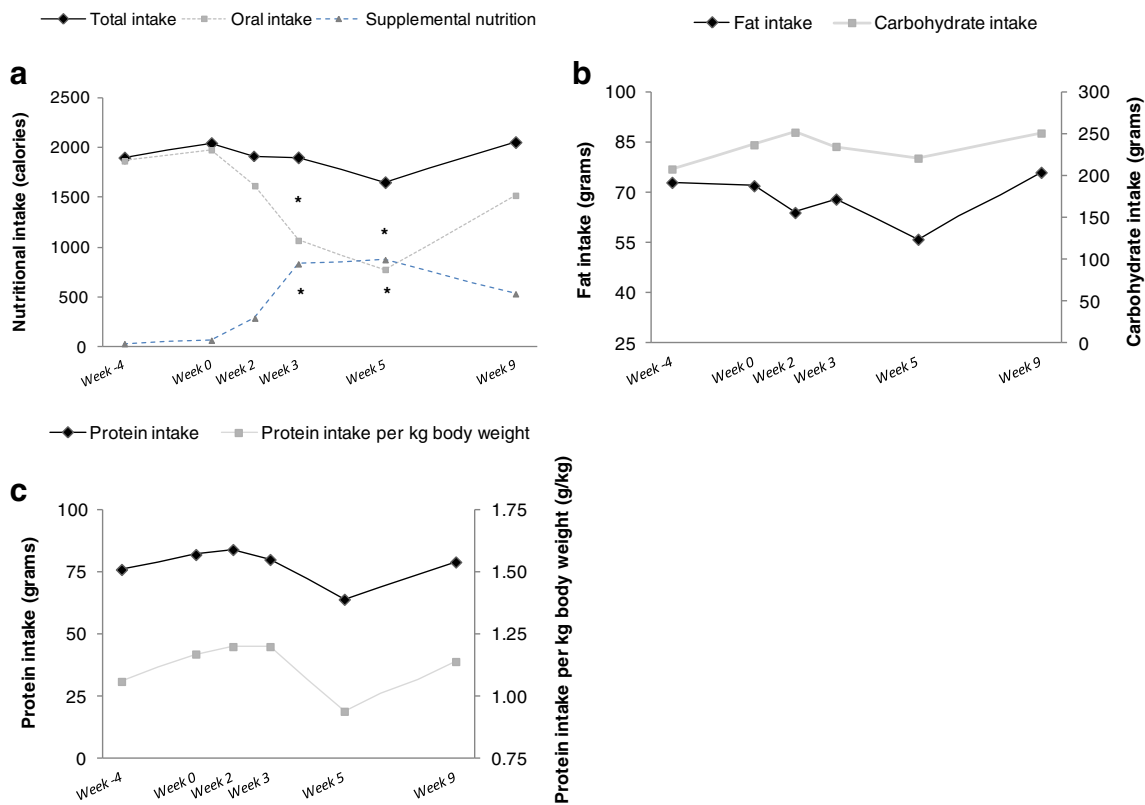 Total intake Oral intake Supplemental nutrition
Fat intake Carbohydrate intake
a
Nutritional intake (calories)
2500
2000
1500
1000
500
0
*
*
*
*
Week -4 Week 0 Week 2 Week 3 Week 5 Week 9
b
Fat intake (grams)
100
85
70
55
40
25
300
250
200
150
100
50
0
Carbohydrate intake (grams)
Week -4 Week 0 Week 2 Week 3 Week 5 Week 9
Protein intake Protein intake per kg body weight
c
Protein intake (grams)
100
75
50
25
0
1.75
1.50
1.25
1.00
0.75
Protein intake per kg body weight (g/kg)
Week -4 Week 0 Week 2 Week 3 Week 5 Week 9